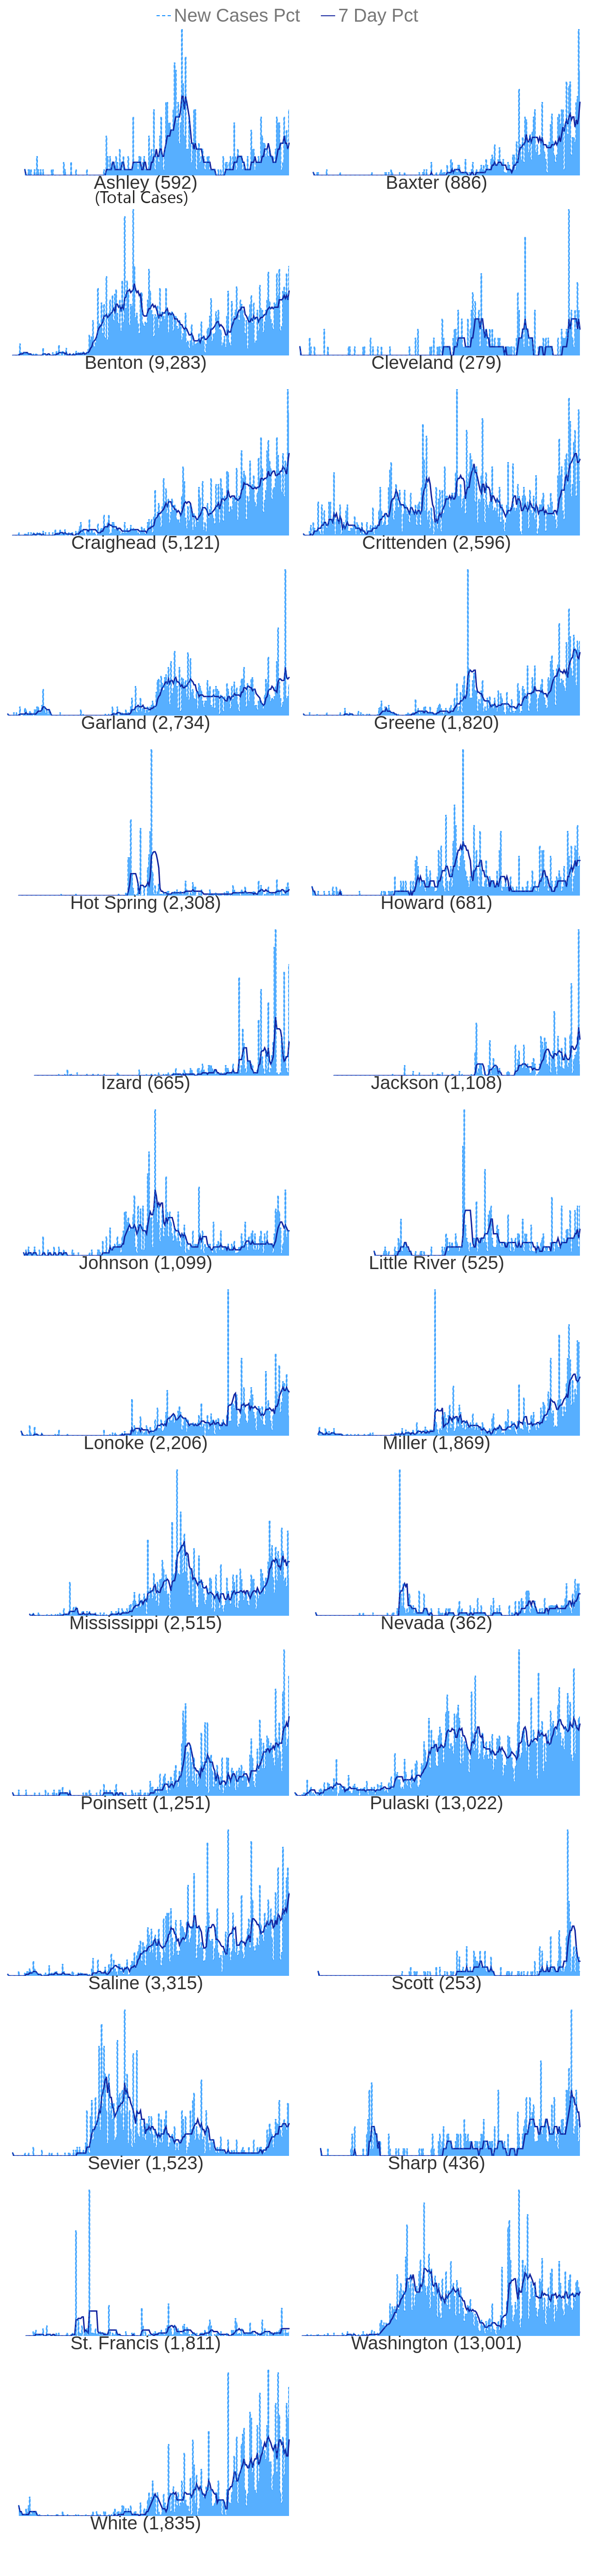 New Cases Pct 7 Day Pct
Ashley (592) Baxter (886)
(Total Cases)
Benton (9,283) Cleveland (279)
Craighead (5,121) Crittenden (2,596)
Garland (2,734) Greene (1,820)
Hot Spring (2,308) Howard (681)
Izard (665) Jackson (1,108)
Johnson (1,099) Little River (525)
Lonoke (2,206) Miller (1,869)
Mississippi (2,515) Nevada (362)
Poinsett (1,251) Pulaski (13,022)
Saline (3,315) Scott (253)
Sevier (1,523) Sharp (436)
St. Francis (1,811) Washington (13,001)
White (1,835)